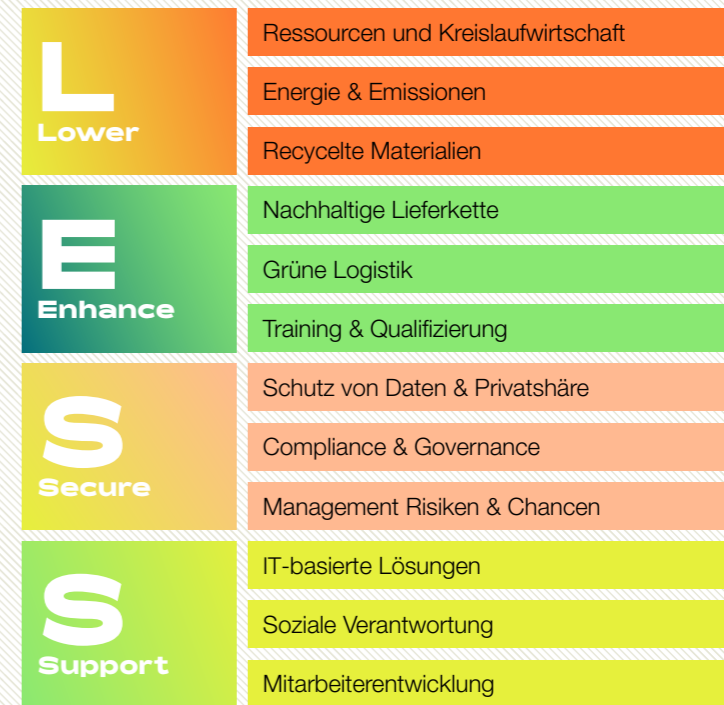 L
Lower
Ressourcen und Kreislaufwirtschaft
Energie & Emissionen
Recycelte Materialien
E
Enhance
Nachhaltige Lieferkette
Grüne Logistik
Training & Qualifizierung
S
Secure
Schutz von Daten & Privatshäre
Compliance & Governance
Management Risiken & Chancen
S
Support
IT-basierte Lösungen
Soziale Verantwortung
Mitarbeiterentwicklung